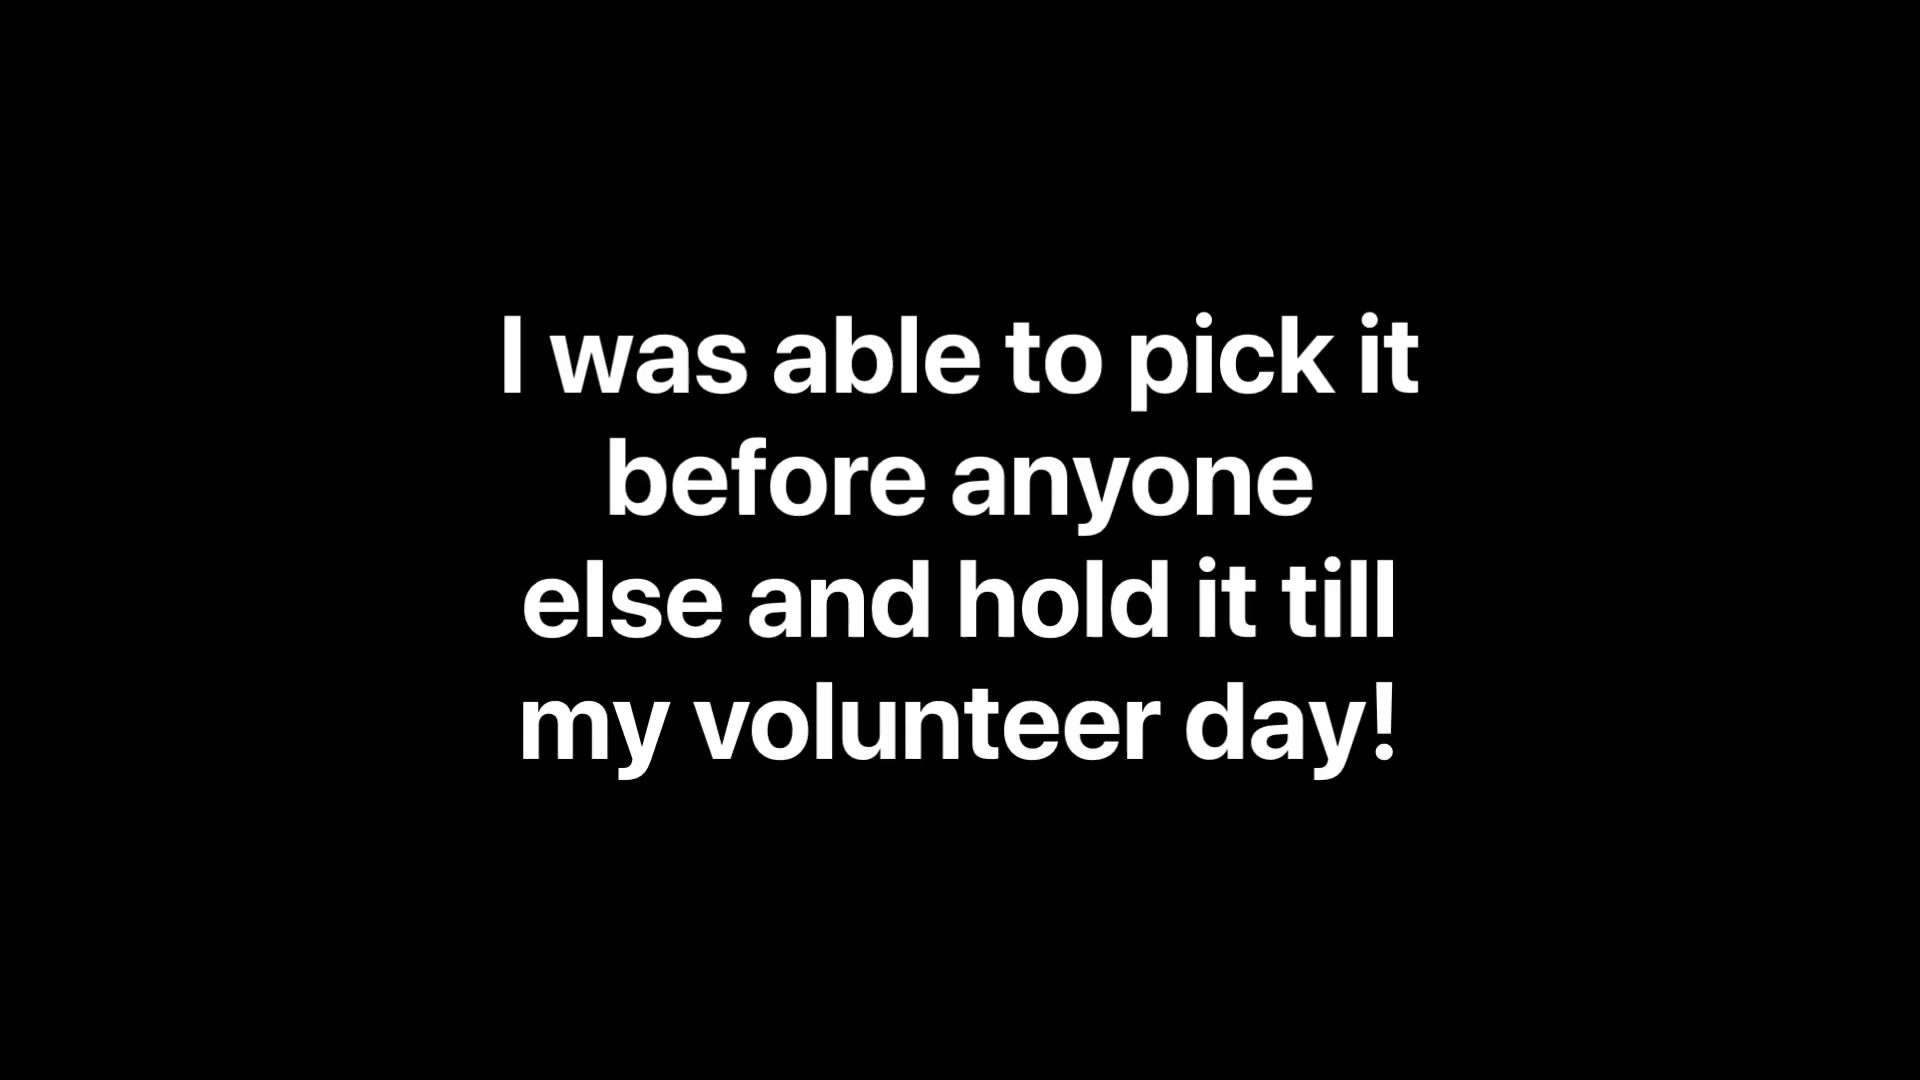 I was able to pick it
before anyone
else and hold it till
my volunteer day!